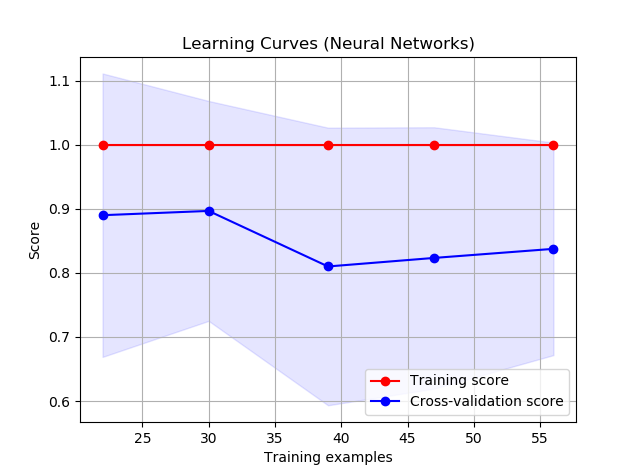 Learning Curves (Neural Networks)
1.1
1.0
0.9
0.8
0.7
0.6
Score
25 30 35 40 45 50 55
Training examples
Training score
Cross-validation score